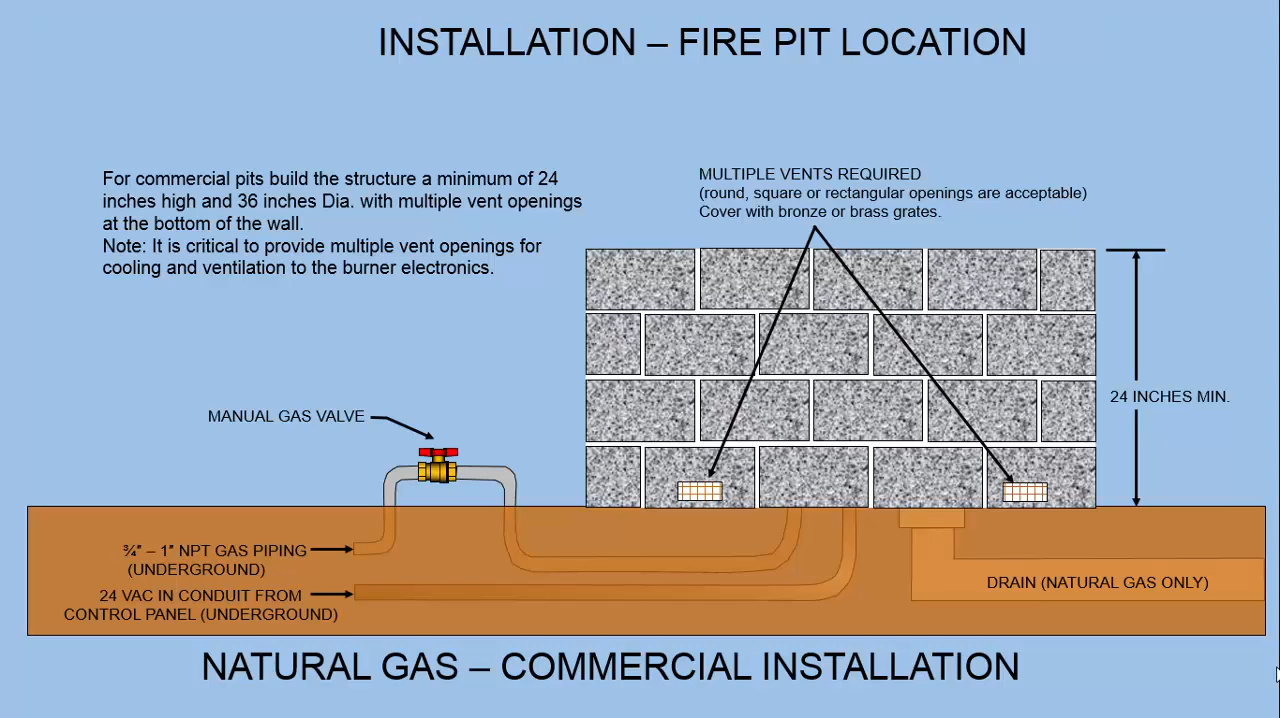 INSTALLATION – FIRE PIT LOCATION
For commercial pits build the structure a minimum of 24
inches high and 36 inches Dia. with multiple vent openings
at the bottom of the wall.
Note: It is critical to provide multiple vent openings for
cooling and ventilation to the burner electronics.
MULTIPLE VENTS REQUIRED
(round, square or rectangular openings are acceptable)
Cover with bronze or brass grates.
24 INCHES MIN.
MANUAL GAS VALVE
¾″ – 1″ NPT GAS PIPING
(UNDERGROUND)
24 VAC IN CONDUIT FROM
CONTROL PANEL (UNDERGROUND)
DRAIN (NATURAL GAS ONLY)
NATURAL GAS – COMMERCIAL INSTALLATION